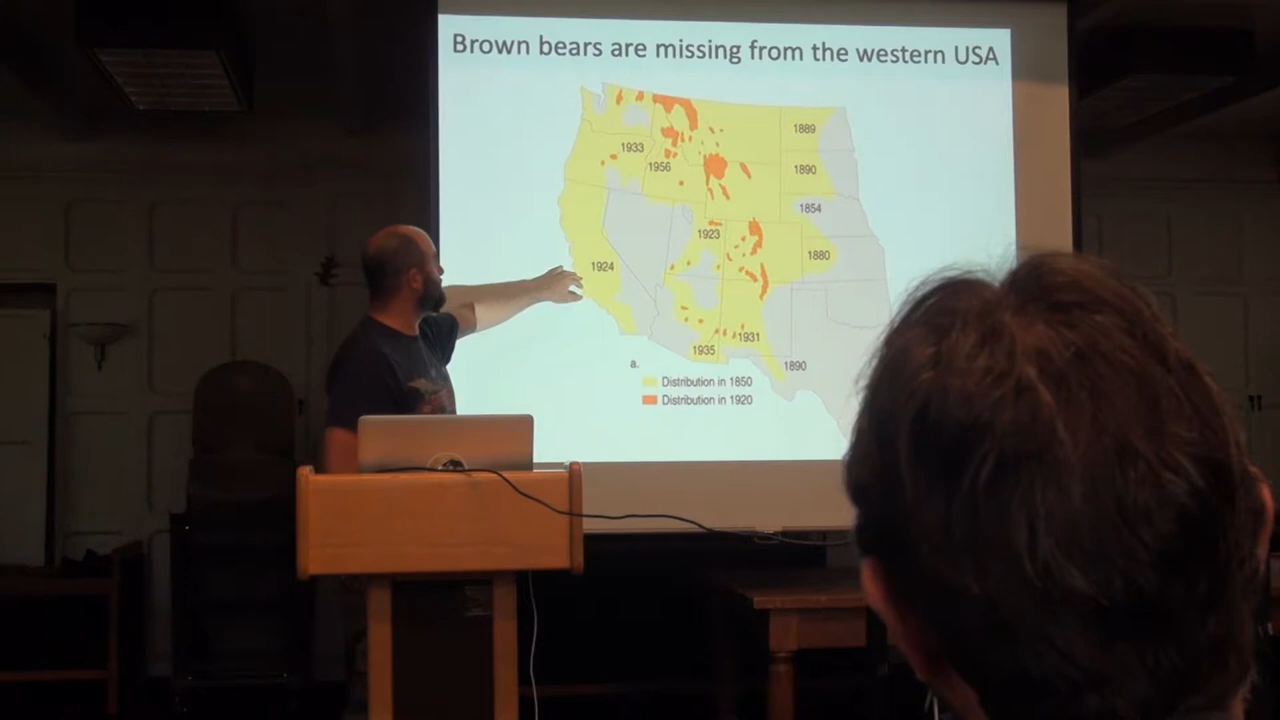 Brown bears are missing from the western USA
1889
1933
1956
1890
1854
1923
1880
1924
1931
1935
1890
a.
Distribution in 1850
Distribution in 1920